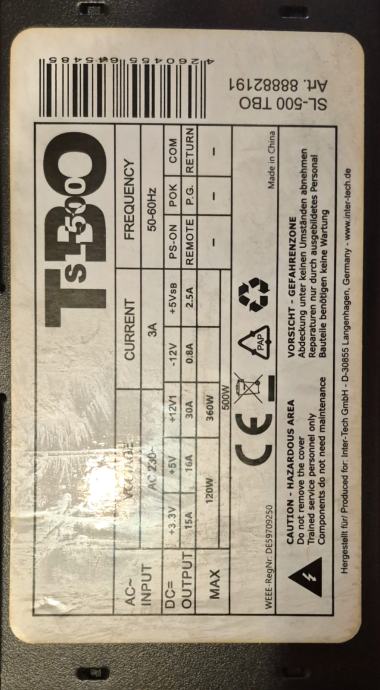 TBO
SL-500
4260455645485
SL-500 TBO
Art. 88882191
AC~ INPUT
VOLTAGE
CURRENT
FREQUENCY
AC 230~
3A
50-60Hz
DC= OUTPUT
+3.3V
+5V
+12V1
-12V
+5VSB
PS-ON
POK
COM
15A
16A
30A
0.8A
2.5A
REMOTE
P.G.
RETURN
MAX
120W
360W
-
-
-
500W
WEEE-RegNr: DE59709250
CE
PAP
Made in China
CAUTION - HAZARDOUS AREA
Do not remove the cover
Trained service personnel only
Components do not need maintenance
VORSICHT - GEFAHRENZONE
Abdeckung unter keinen Umständen abnehmen
Reparaturen nur durch ausgebildetes Personal
Bauteile benötigen keine Wartung
Hergestellt für/ Produced for: Inter-Tech GmbH - D-30855 Langenhagen, Germany - www.inter-tech.de